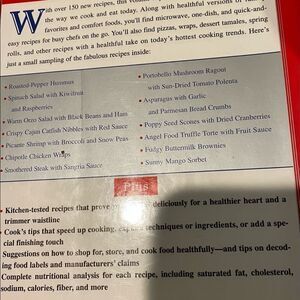 With over 150 new recipes, this
the way we cook and eat today. Along with healthful versions of
favorites and comfort foods, you'll find microwave, one-dish, and quick-and-
easy recipes for busy chefs on the go. You'll also find pizzas, wraps, dessert tamales, spring
rolls, and other recipes with a healthful take on today's hottest cooking trends. Here's
just a small sampling of the fabulous recipes inside:
• Roasted-Pepper Hummus
• Spinach Salad with Kiwifruit
and Raspberries
• Warm Orzo Salad with Black Beans and Ham
• Crispy Cajun Catfish Nibbles with Red Sauce
• Picante Shrimp with Broccoli and Snow Peas
• Chipotle Chicken Wraps
• Smothered Steak with Sangria Sauce
• Portobello Mushroom Ragout
with Sun-Dried Tomato Polenta
• Asparagus with Garlic
and Parmesan Bread Crumbs
• Poppy Seed Scones with Dried Cranberries
• Angel Food Truffle Torte with Fruit Sauce
• Fudgy Buttermilk Brownies
• Sunny Mango Sorbet
Plus
• Kitchen-tested recipes that prove deliciously for a healthier heart and a
trimmer waistline
• Cook's tips that speed up cooking, techniques or ingredients, or add a spe-
cial finishing touch
Suggestions on how to shop for, store, and cook food healthfully—and tips on decod-
ing food labels and manufacturers' claims
Complete nutritional analysis for each recipe, including saturated fat, cholesterol,
sodium, calories, fiber, and more